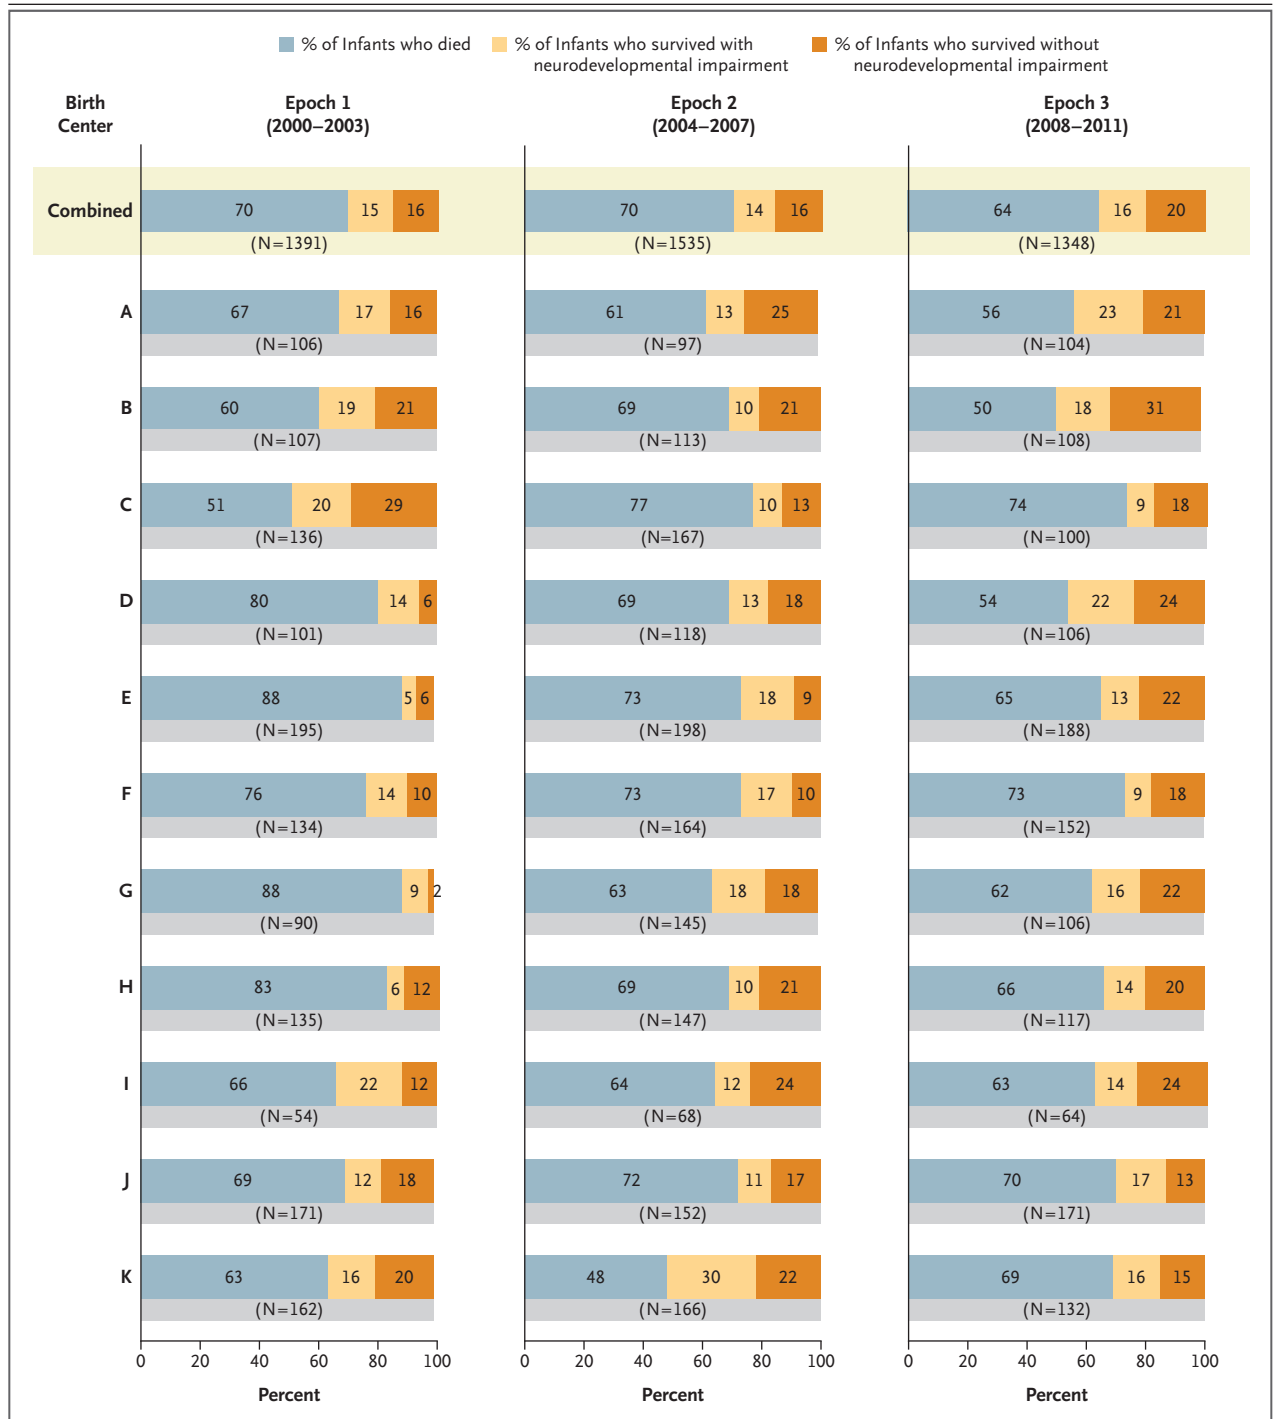 % of Infants who died % of Infants who survived with % of Infants who survived without
neurodevelopmental impairment neurodevelopmental impairment
Birth Epoch 1 Epoch 2 Epoch 3
Center (2000–2003) (2004–2007) (2008–2011)
Combined 70 15 16 70 14 16 64 16 20
(N=1391) (N=1535) (N=1348)
A 67 17 16 61 13 25 56 23 21
(N=106) (N=97) (N=104)
B 60 19 21 69 10 21 50 18 31
(N=107) (N=113) (N=108)
C 51 20 29 77 10 13 74 9 18
(N=136) (N=167) (N=100)
D 80 14 6 69 13 18 54 22 24
(N=101) (N=118) (N=106)
E 88 5 6 73 18 9 65 13 22
(N=195) (N=198) (N=188)
F 76 14 10 73 17 10 73 9 18
(N=134) (N=164) (N=152)
G 88 9 2 63 18 18 62 16 22
(N=90) (N=145) (N=106)
H 83 6 12 69 10 21 66 14 20
(N=135) (N=147) (N=117)
I 66 22 12 64 12 24 63 14 24
(N=54) (N=68) (N=64)
J 69 12 18 72 11 17 70 17 13
(N=171) (N=152) (N=171)
K 63 16 20 48 30 22 69 16 15
(N=162) (N=166) (N=132)
0 20 40 60 80 100 0 20 40 60 80 100 0 20 40 60 80 100
Percent Percent Percent